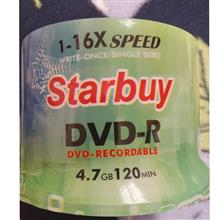 1-16X SPEED
WRITE-ONCE/SINGLE SIDED
Starbuy
DVD-R
DVD-RECORDABLE
4.7GB 120MIN